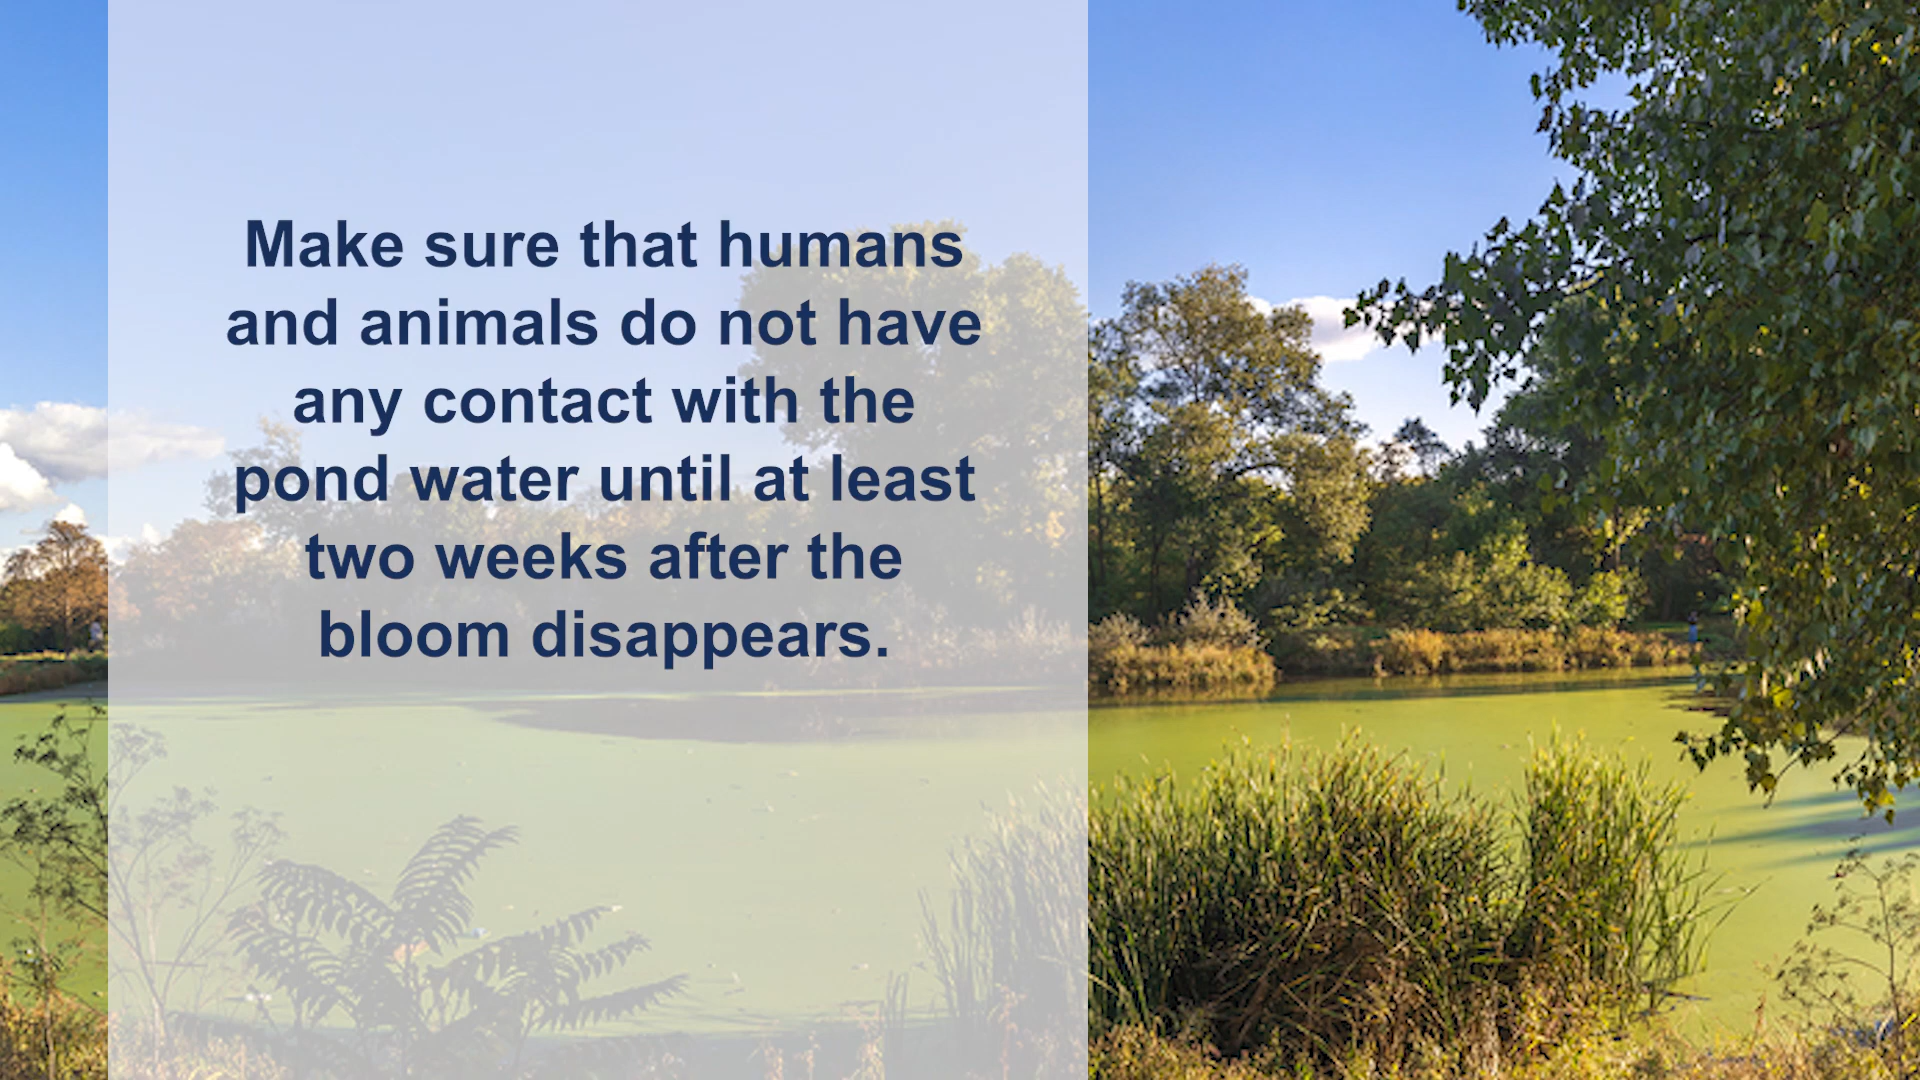 Make sure that humans
and animals do not have
any contact with the
pond water until at least
two weeks after the
bloom disappears.